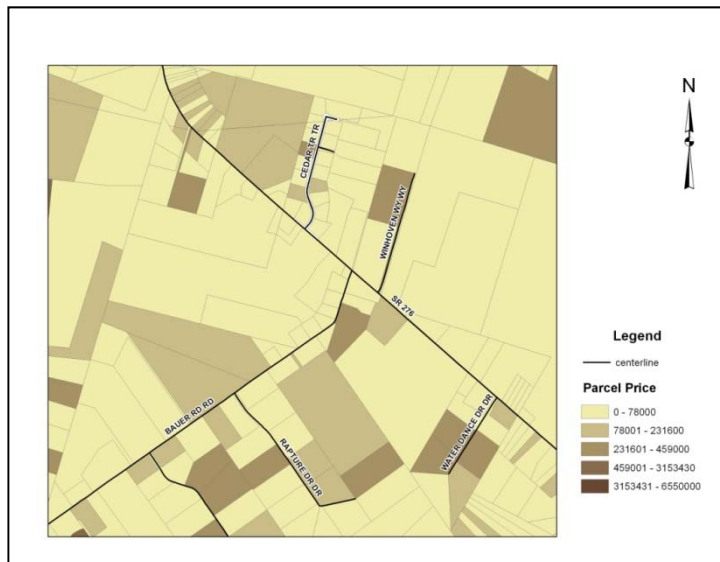 N
CEDAR TR TR
WINHOVEN WY WY
SR 276
BAUER RD RD
RAPTURE DR DR
WATER DANCE DR DR
Legend
centerline
Parcel Price
0 - 78000
78001 - 231600
231601 - 459000
459001 - 3153430
3153431 - 6550000